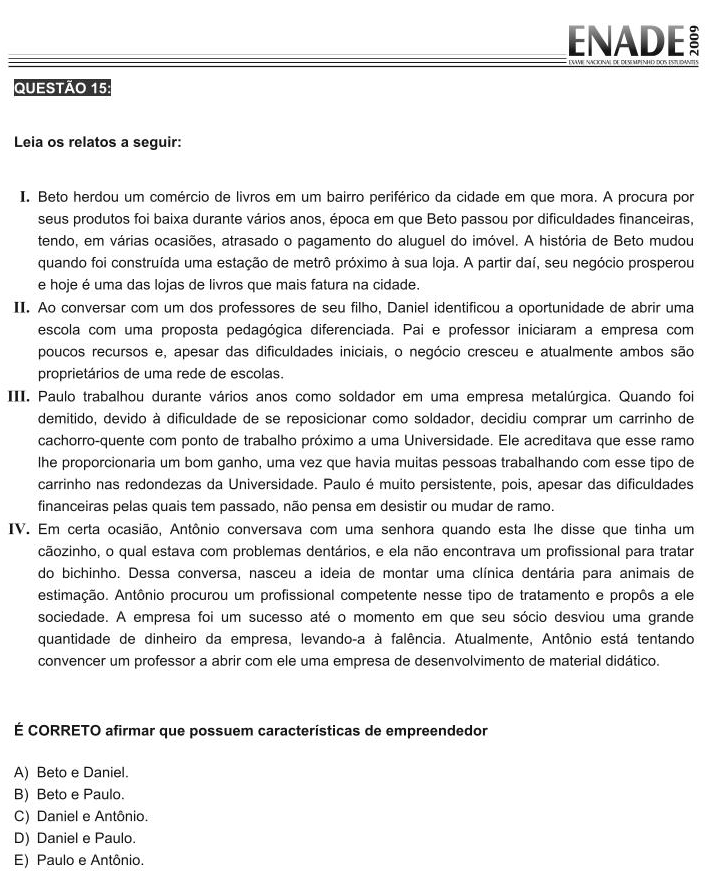 ENADE 2009
EXAME NACIONAL DE DESEMPENHO DOS ESTUDANTES
QUESTÃO 15:
Leia os relatos a seguir:
I. Beto herdou um comércio de livros em um bairro periférico da cidade em que mora. A procura por
seus produtos foi baixa durante vários anos, época em que Beto passou por dificuldades financeiras,
tendo, em várias ocasiões, atrasado o pagamento do aluguel do imóvel. A história de Beto mudou
quando foi construída uma estação de metrô próximo à sua loja. A partir daí, seu negócio prosperou
e hoje é uma das lojas de livros que mais fatura na cidade.
II. Ao conversar com um dos professores de seu filho, Daniel identificou a oportunidade de abrir uma
escola com uma proposta pedagógica diferenciada. Pai e professor iniciaram a empresa com
poucos recursos e, apesar das dificuldades iniciais, o negócio cresceu e atualmente ambos são
proprietários de uma rede de escolas.
III. Paulo trabalhou durante vários anos como soldador em uma empresa metalúrgica. Quando foi
demitido, devido à dificuldade de se reposicionar como soldador, decidiu comprar um carrinho de
cachorro-quente com ponto de trabalho próximo a uma Universidade. Ele acreditava que esse ramo
lhe proporcionaria um bom ganho, uma vez que havia muitas pessoas trabalhando com esse tipo de
carrinho nas redondezas da Universidade. Paulo é muito persistente, pois, apesar das dificuldades
financeiras pelas quais tem passado, não pensa em desistir ou mudar de ramo.
IV. Em certa ocasião, Antônio conversava com uma senhora quando esta lhe disse que tinha um
cãozinho, o qual estava com problemas dentários, e ela não encontrava um profissional para tratar
do bichinho. Dessa conversa, nasceu a ideia de montar uma clínica dentária para animais de
estimação. Antônio procurou um profissional competente nesse tipo de tratamento e propôs a ele
sociedade. A empresa foi um sucesso até o momento em que seu sócio desviou uma grande
quantidade de dinheiro da empresa, levando-a à falência. Atualmente, Antônio está tentando
convencer um professor a abrir com ele uma empresa de desenvolvimento de material didático.
É CORRETO afirmar que possuem características de empreendedor
A) Beto e Daniel.
B) Beto e Paulo.
C) Daniel e Antônio.
D) Daniel e Paulo.
E) Paulo e Antônio.